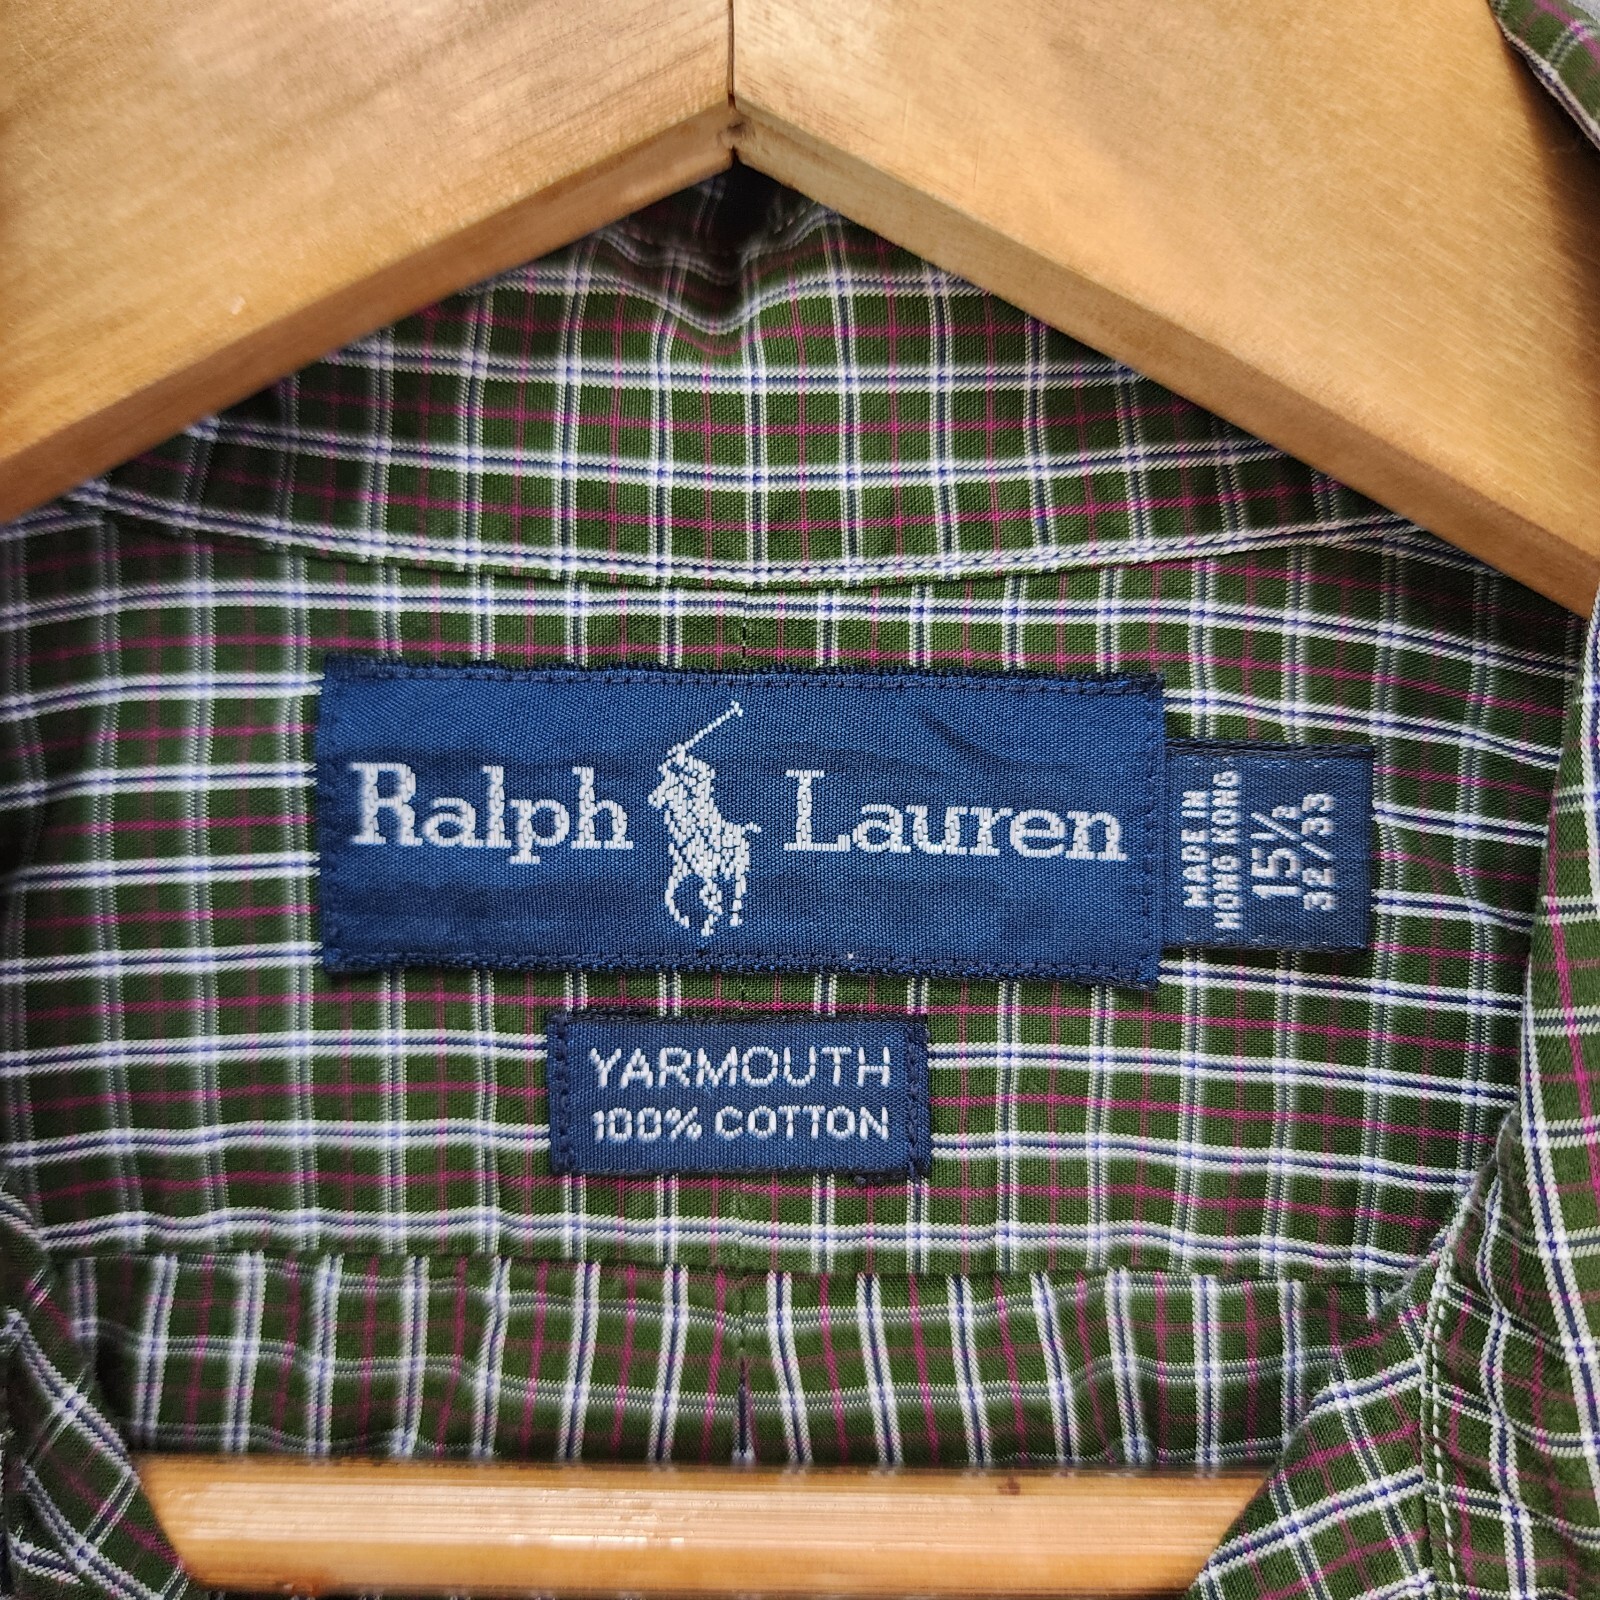 Ralph Lauren
MADE IN
HONG KONG
15½
32/33
YARMOUTH
100% COTTON